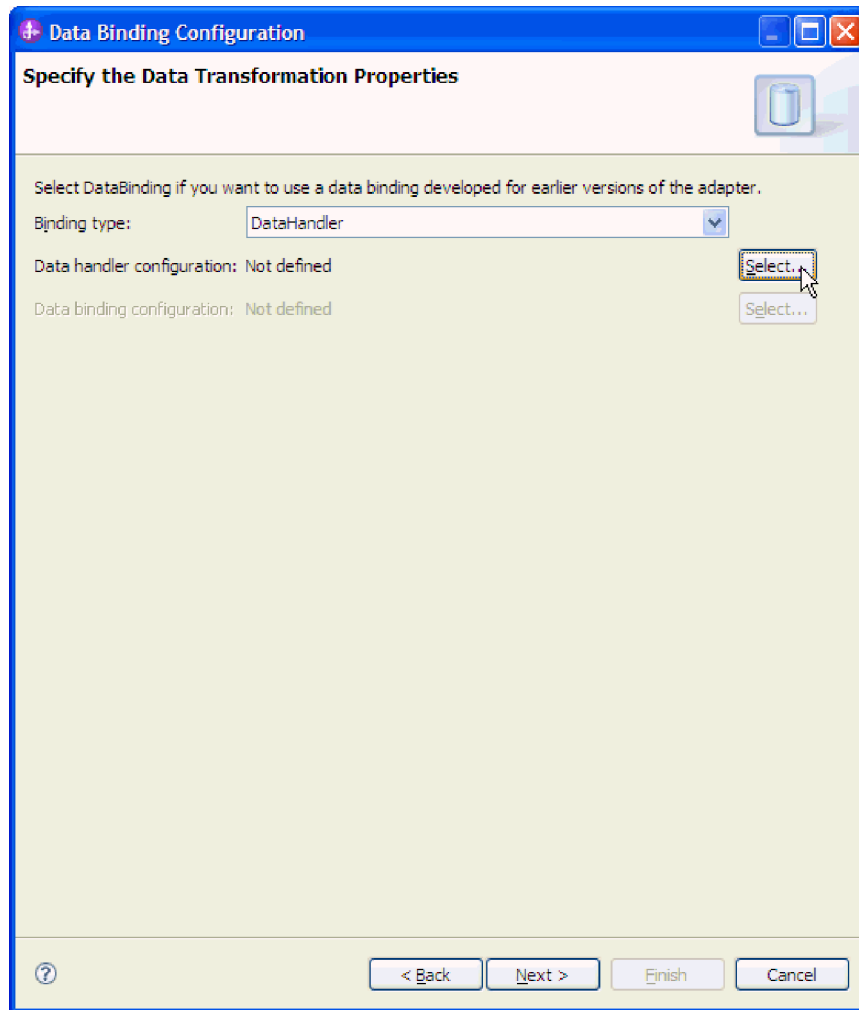 Data Binding Configuration
Specify the Data Transformation Properties
Select DataBinding if you want to use a data binding developed for earlier versions of the adapter.
Binding type: DataHandler
Data handler configuration: Not defined Select...
Data binding configuration: Not defined Select...
? < Back Next > Finish Cancel